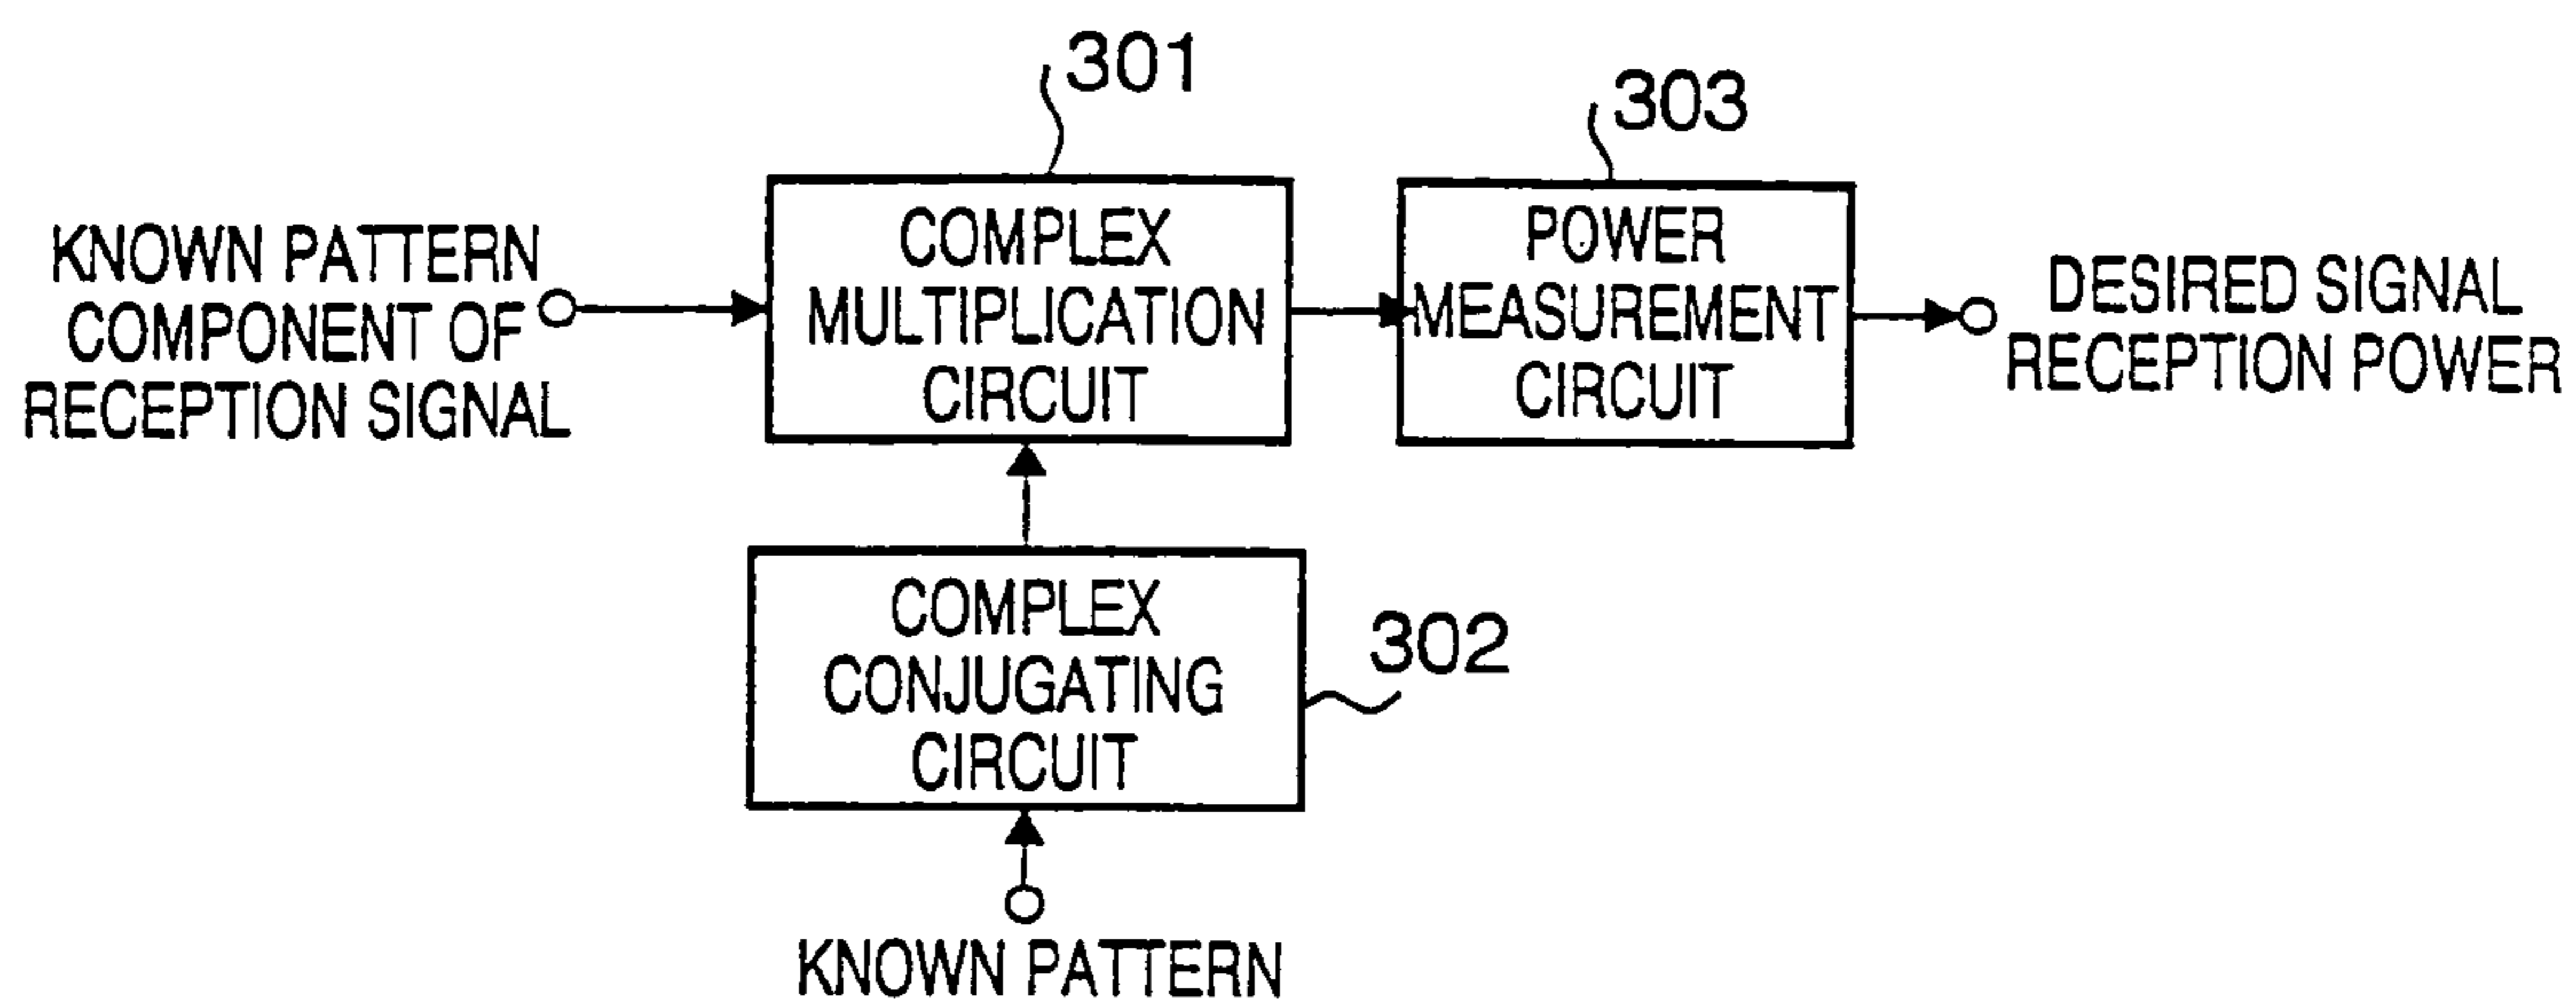 301
303
KNOWN PATTERN
COMPONENT OF
RECEPTION SIGNAL
COMPLEX
MULTIPLICATION
CIRCUIT
POWER
MEASUREMENT
CIRCUIT
DESIRED SIGNAL
RECEPTION POWER
COMPLEX
CONJUGATING
CIRCUIT
302
KNOWN PATTERN